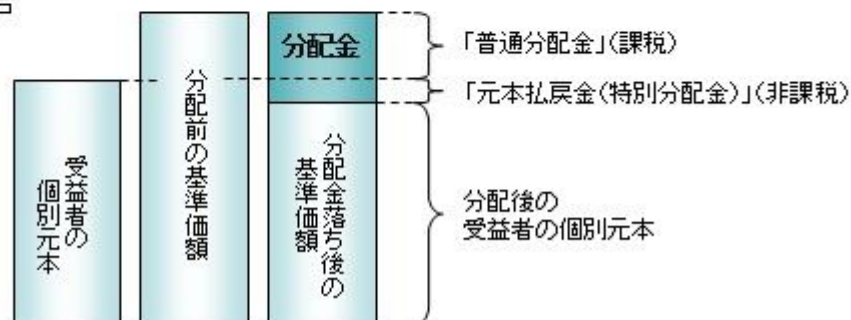 受益者の
個別元本
分配前の基準価額
分配金
分配金落ち後の
基準価額
「普通分配金」(課税)
「元本払戻金(特別分配金)」(非課税)
分配後の
受益者の個別元本